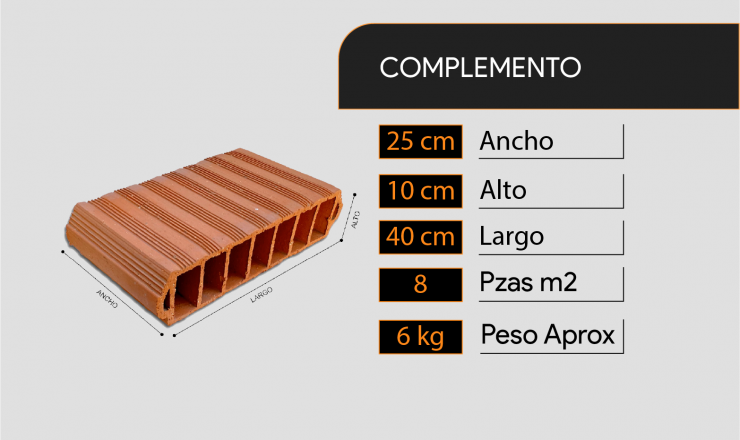 COMPLEMENTO
25 cm Ancho
10 cm Alto
40 cm Largo
8 Pzas m2
6 kg Peso Aprox
ALTO
ANCHO
LARGO